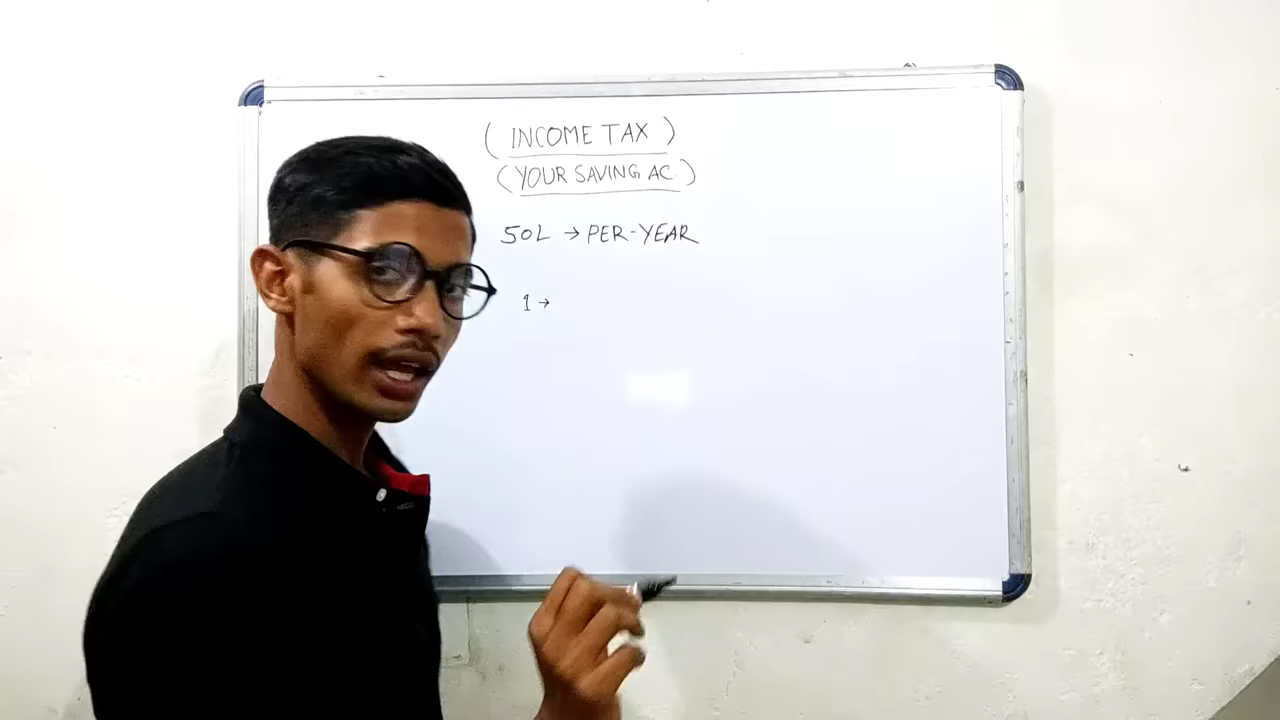 ( INCOME TAX )
( YOUR SAVING AC. )
50L → PER-YEAR
1 →